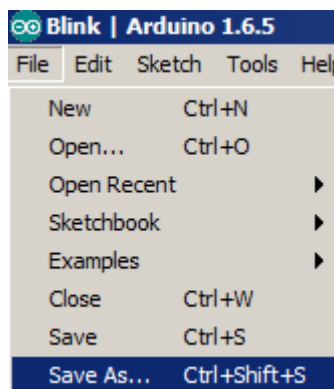 Blink | Arduino 1.6.5
File Edit Sketch Tools
New Ctrl+N
Open... Ctrl+O
Open Recent
Sketchbook
Examples
Close Ctrl+W
Save Ctrl+S
Save As... Ctrl+Shift+S